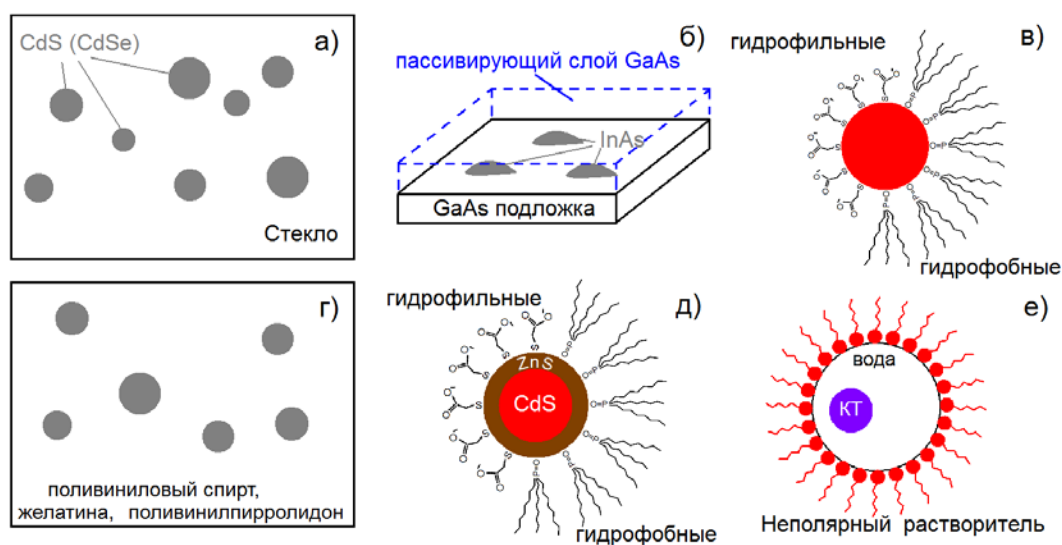 а)
CdS (CdSe)
Стекло
б)
пассивирующий слой GaAs
InAs
GaAs подложка
в)
гидрофильные
гидрофобные
г)
поливиниловый спирт,
желатина, поливинилпирролидон
д)
гидрофильные
ZnS
CdS
гидрофобные
е)
вода
КТ
Неполярный растворитель